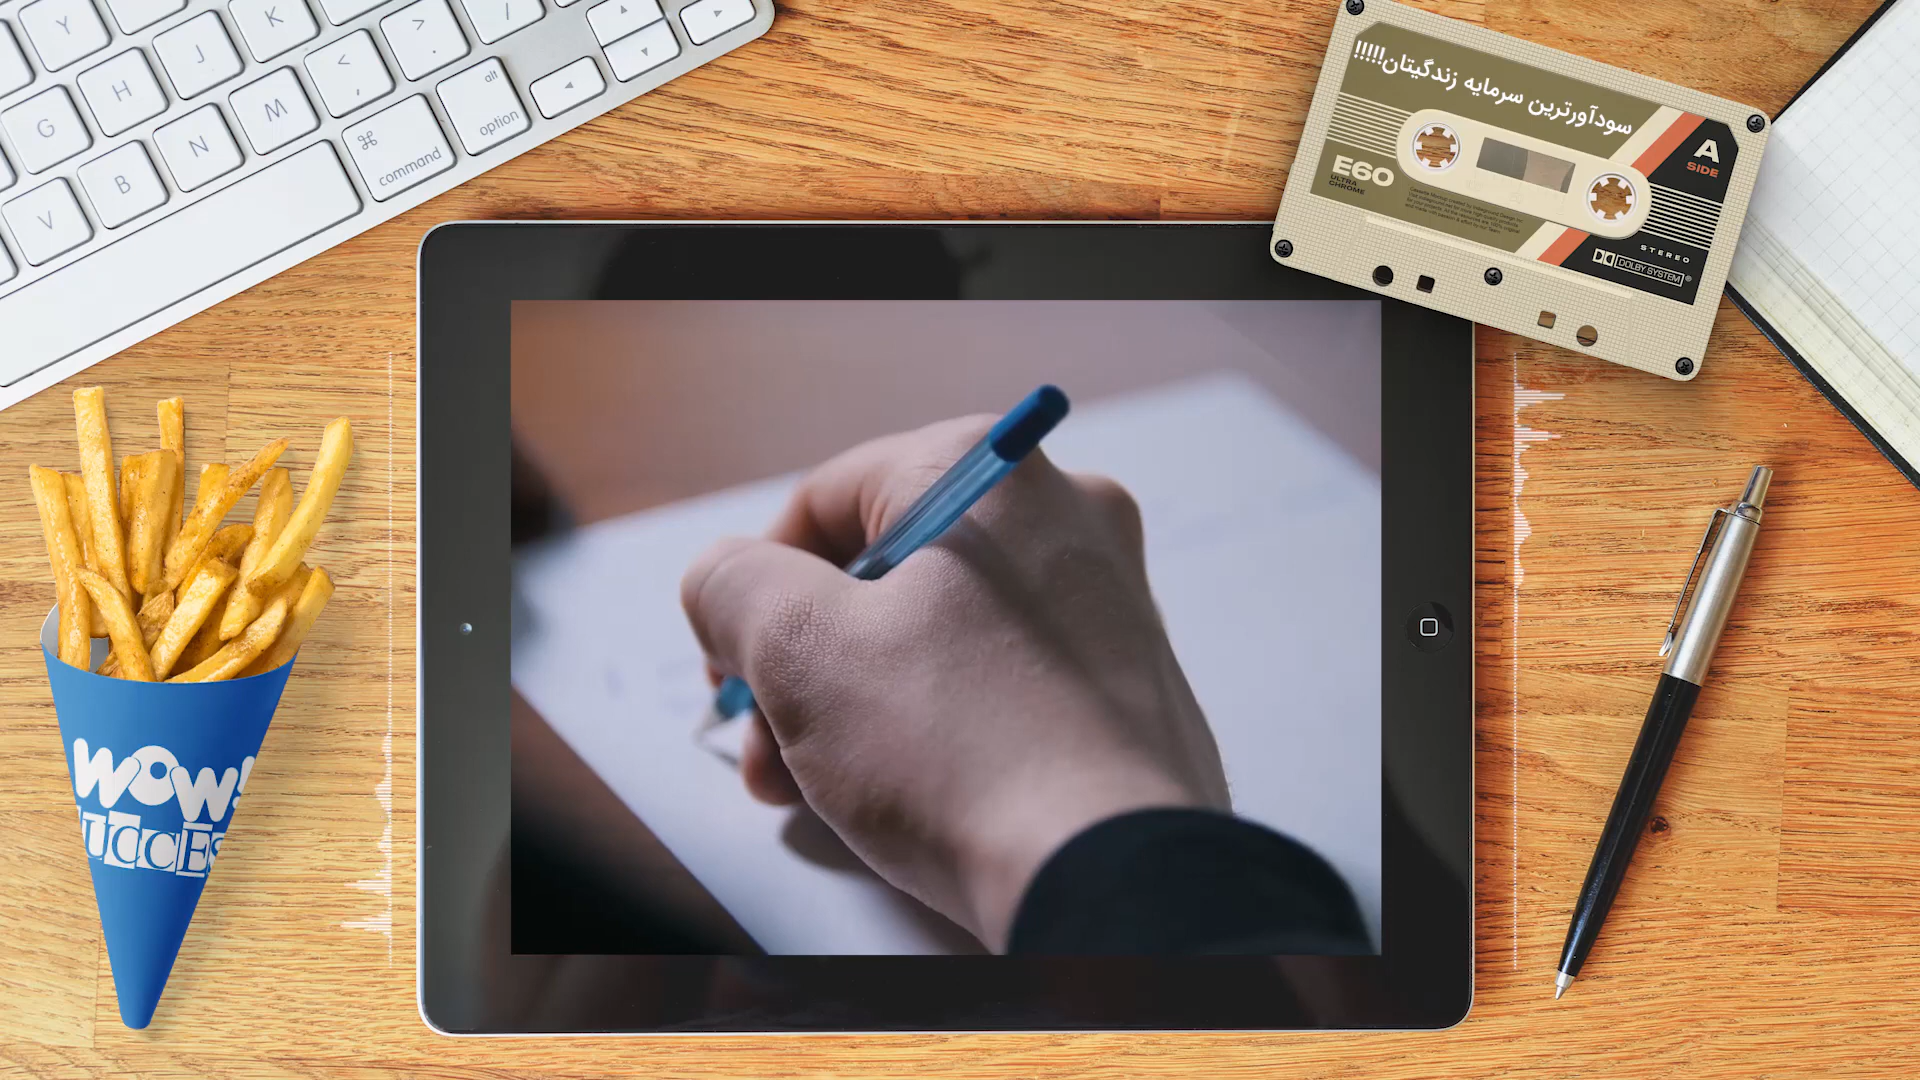 Y
H
J
K
G
B
N
M
V
<
,
>
.
?
/
⌘
command
alt
option
سودآورترین سرمایه زندگیتان!!!!!
A
SIDE
E60
ULTRA
CHROME
STEREO
DOLBY SYSTEM®
WOW!
UCCES